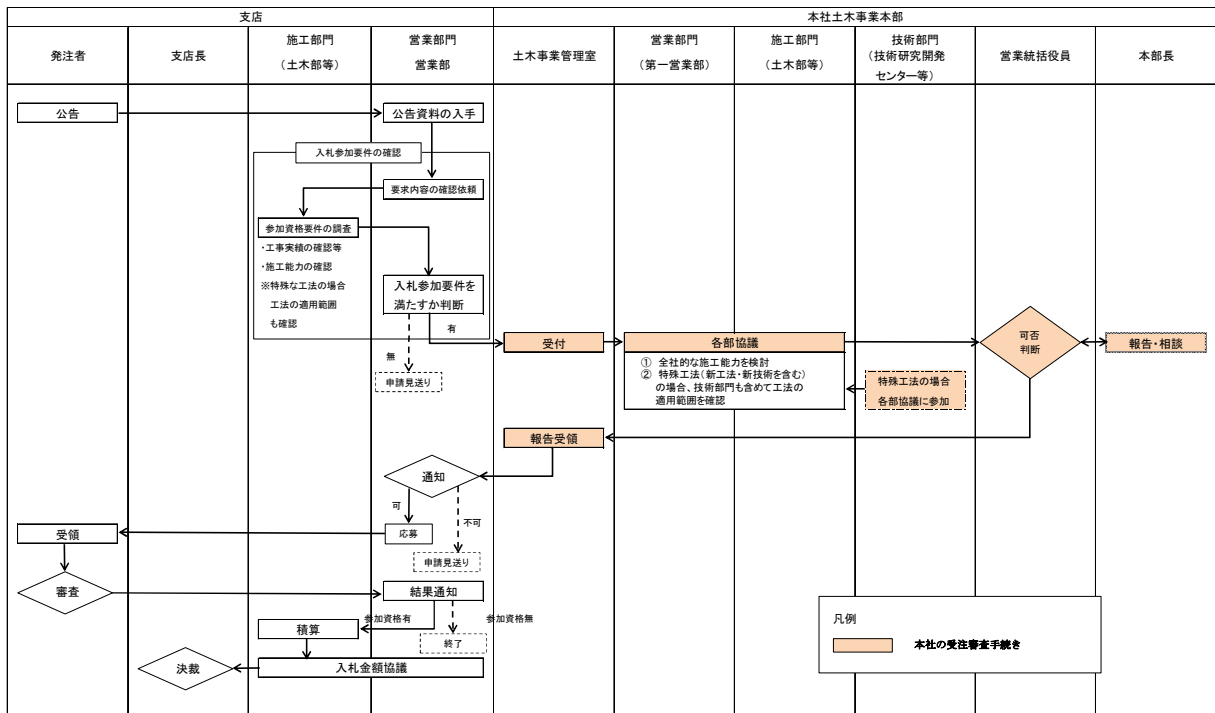 支店
本社土木事業本部
発注者
支店長
施工部門
（土木部等）
営業部門
営業部
土木事業管理室
営業部門
（第一営業部）
施工部門
（土木部等）
技術部門
（技術研究開発
センター等）
営業統括役員
本部長
公告
公告資料の入手
入札参加要件の確認
要求内容の確認依頼
参加資格要件の調査
・工事実績の確認等
・施工能力の確認
※特殊な工法の場合
工法の適用範囲
も確認
入札参加要件を
満たすか判断
有
無
申請見送り
受付
各部協議
① 全社的な施工能力を検討
② 特殊工法（新工法・新技術を含む）
の場合、技術部門も含めて工法の
適用範囲を確認
特殊工法の場合
各部協議に参加
可否
判断
報告・相談
報告受領
通知
可
不可
応募
申請見送り
受領
審査
結果通知
参加資格有
参加資格無
終了
積算
入札金額協議
決裁
凡例
本社の受注審査手続き